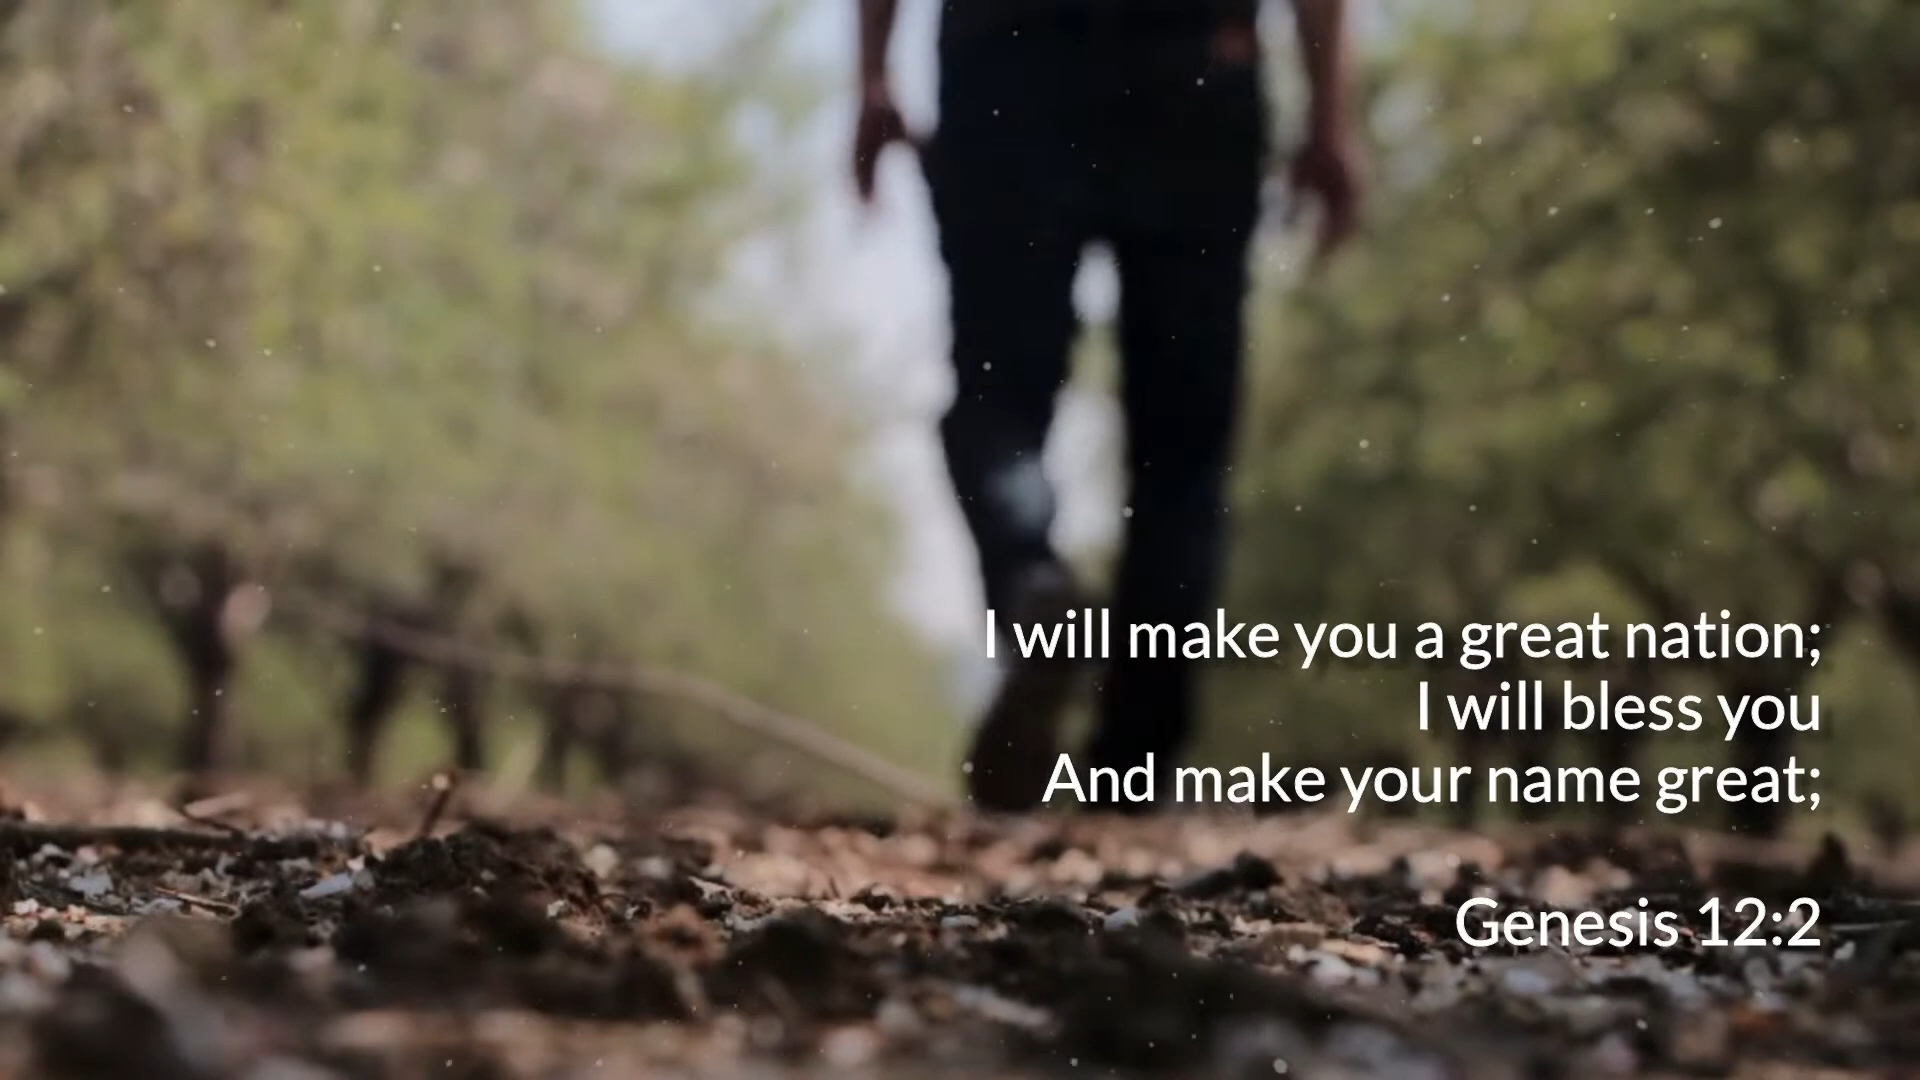 I will make you a great nation;
I will bless you
And make your name great;
Genesis 12:2